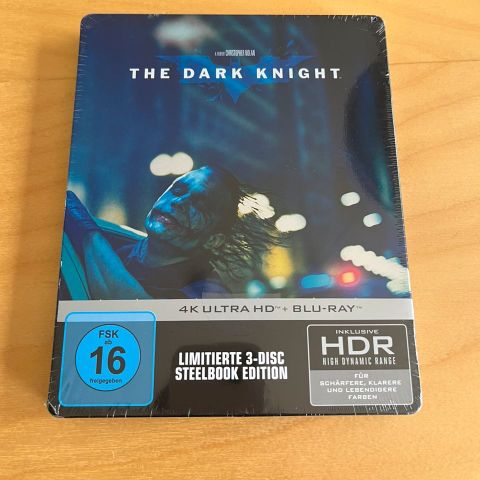 A FILM BY CHRISTOPHER NOLAN
THE DARK KNIGHT
4K ULTRA HD™ + BLU-RAY™
FSK
ab
16
freigegeben
LIMITIERTE 3-DISC
STEELBOOK EDITION
INKLUSIVE
HDR
HIGH DYNAMIC RANGE
FÜR
SCHÄRFERE, KLARERE
UND LEBENDIGERE
FARBEN